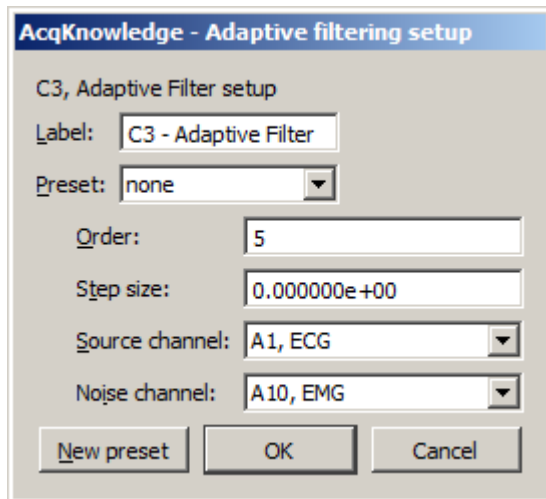 AcqKnowledge - Adaptive filtering setup
C3, Adaptive Filter setup
Label: C3 - Adaptive Filter
Preset: none
Order: 5
Step size: 0.000000e+00
Source channel: A1, ECG
Noise channel: A10, EMG
New preset OK Cancel